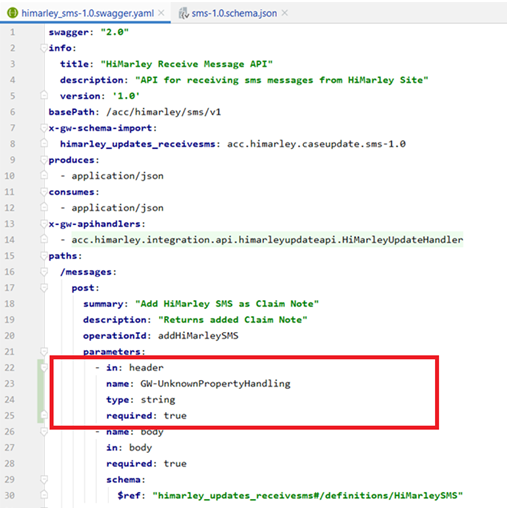 himarley_sms-1.0.swagger.yaml × sms-1.0.schema.json ×
1 swagger: "2.0"
2 info:
3 title: "HiMarley Receive Message API"
4 description: "API for receiving sms messages from HiMarley Site"
5 version: '1.0'
6 basePath: /acc/himarley/sms/v1
7 x-gw-schema-import:
8 himarley_updates_receivesms: acc.himarley.caseupdate.sms-1.0
9 produces:
10 - application/json
11 consumes:
12 - application/json
13 x-gw-apihandlers:
14 - acc.himarley.integration.api.himarleyupdateapi.HiMarleyUpdateHandler
15 paths:
16 /messages:
17 post:
18 summary: "Add HiMarley SMS as Claim Note"
19 description: "Returns added Claim Note"
20 operationId: addHiMarleySMS
21 parameters:
22 - in: header
23 name: GW-UnknownPropertyHandling
24 type: string
25 required: true
26 - name: body
27 in: body
28 required: true
29 schema:
30 $ref: "himarley_updates_receivesms#/definitions/HiMarleySMS"